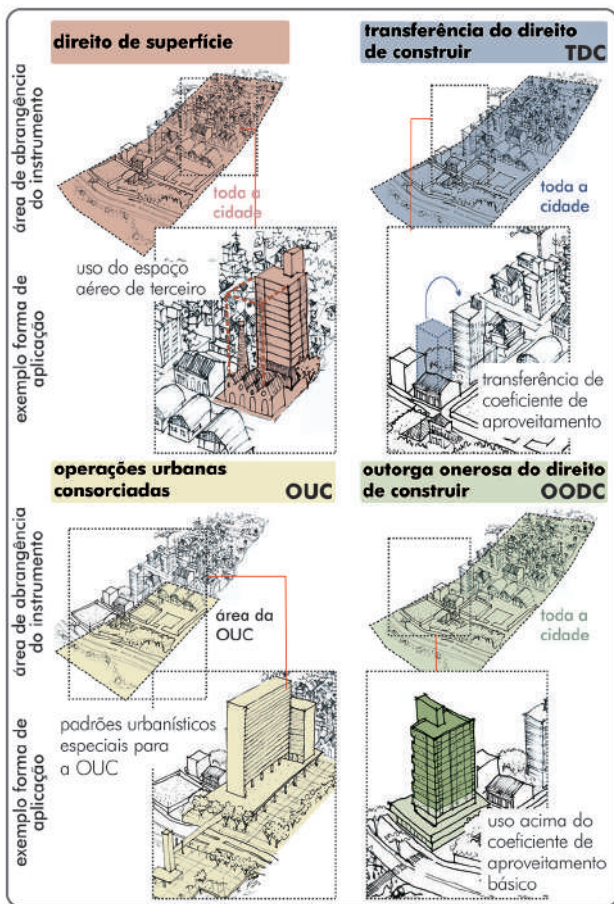 direito de superfície
área de abrangência
do instrumento
toda a
cidade
exemplo forma de
aplicação
uso do espaço
aéreo de terceiro
transferência do direito
de construir TDC
toda a
cidade
transferência de
coeficiente de
aproveitamento
operações urbanas
consorciadas OUC
área de abrangência
do instrumento
área da
OUC
exemplo forma de
aplicação
padrões urbanísticos
especiais para
a OUC
outorga onerosa do direito
de construir OODC
toda a
cidade
uso acima do
coeficiente de
aproveitamento
básico